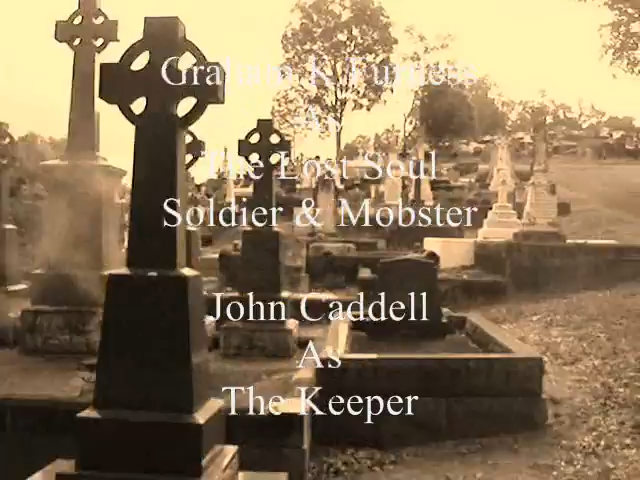 Graham K Furness
As
The Lost Soul
Soldier & Mobster
John Caddell
As
The Keeper